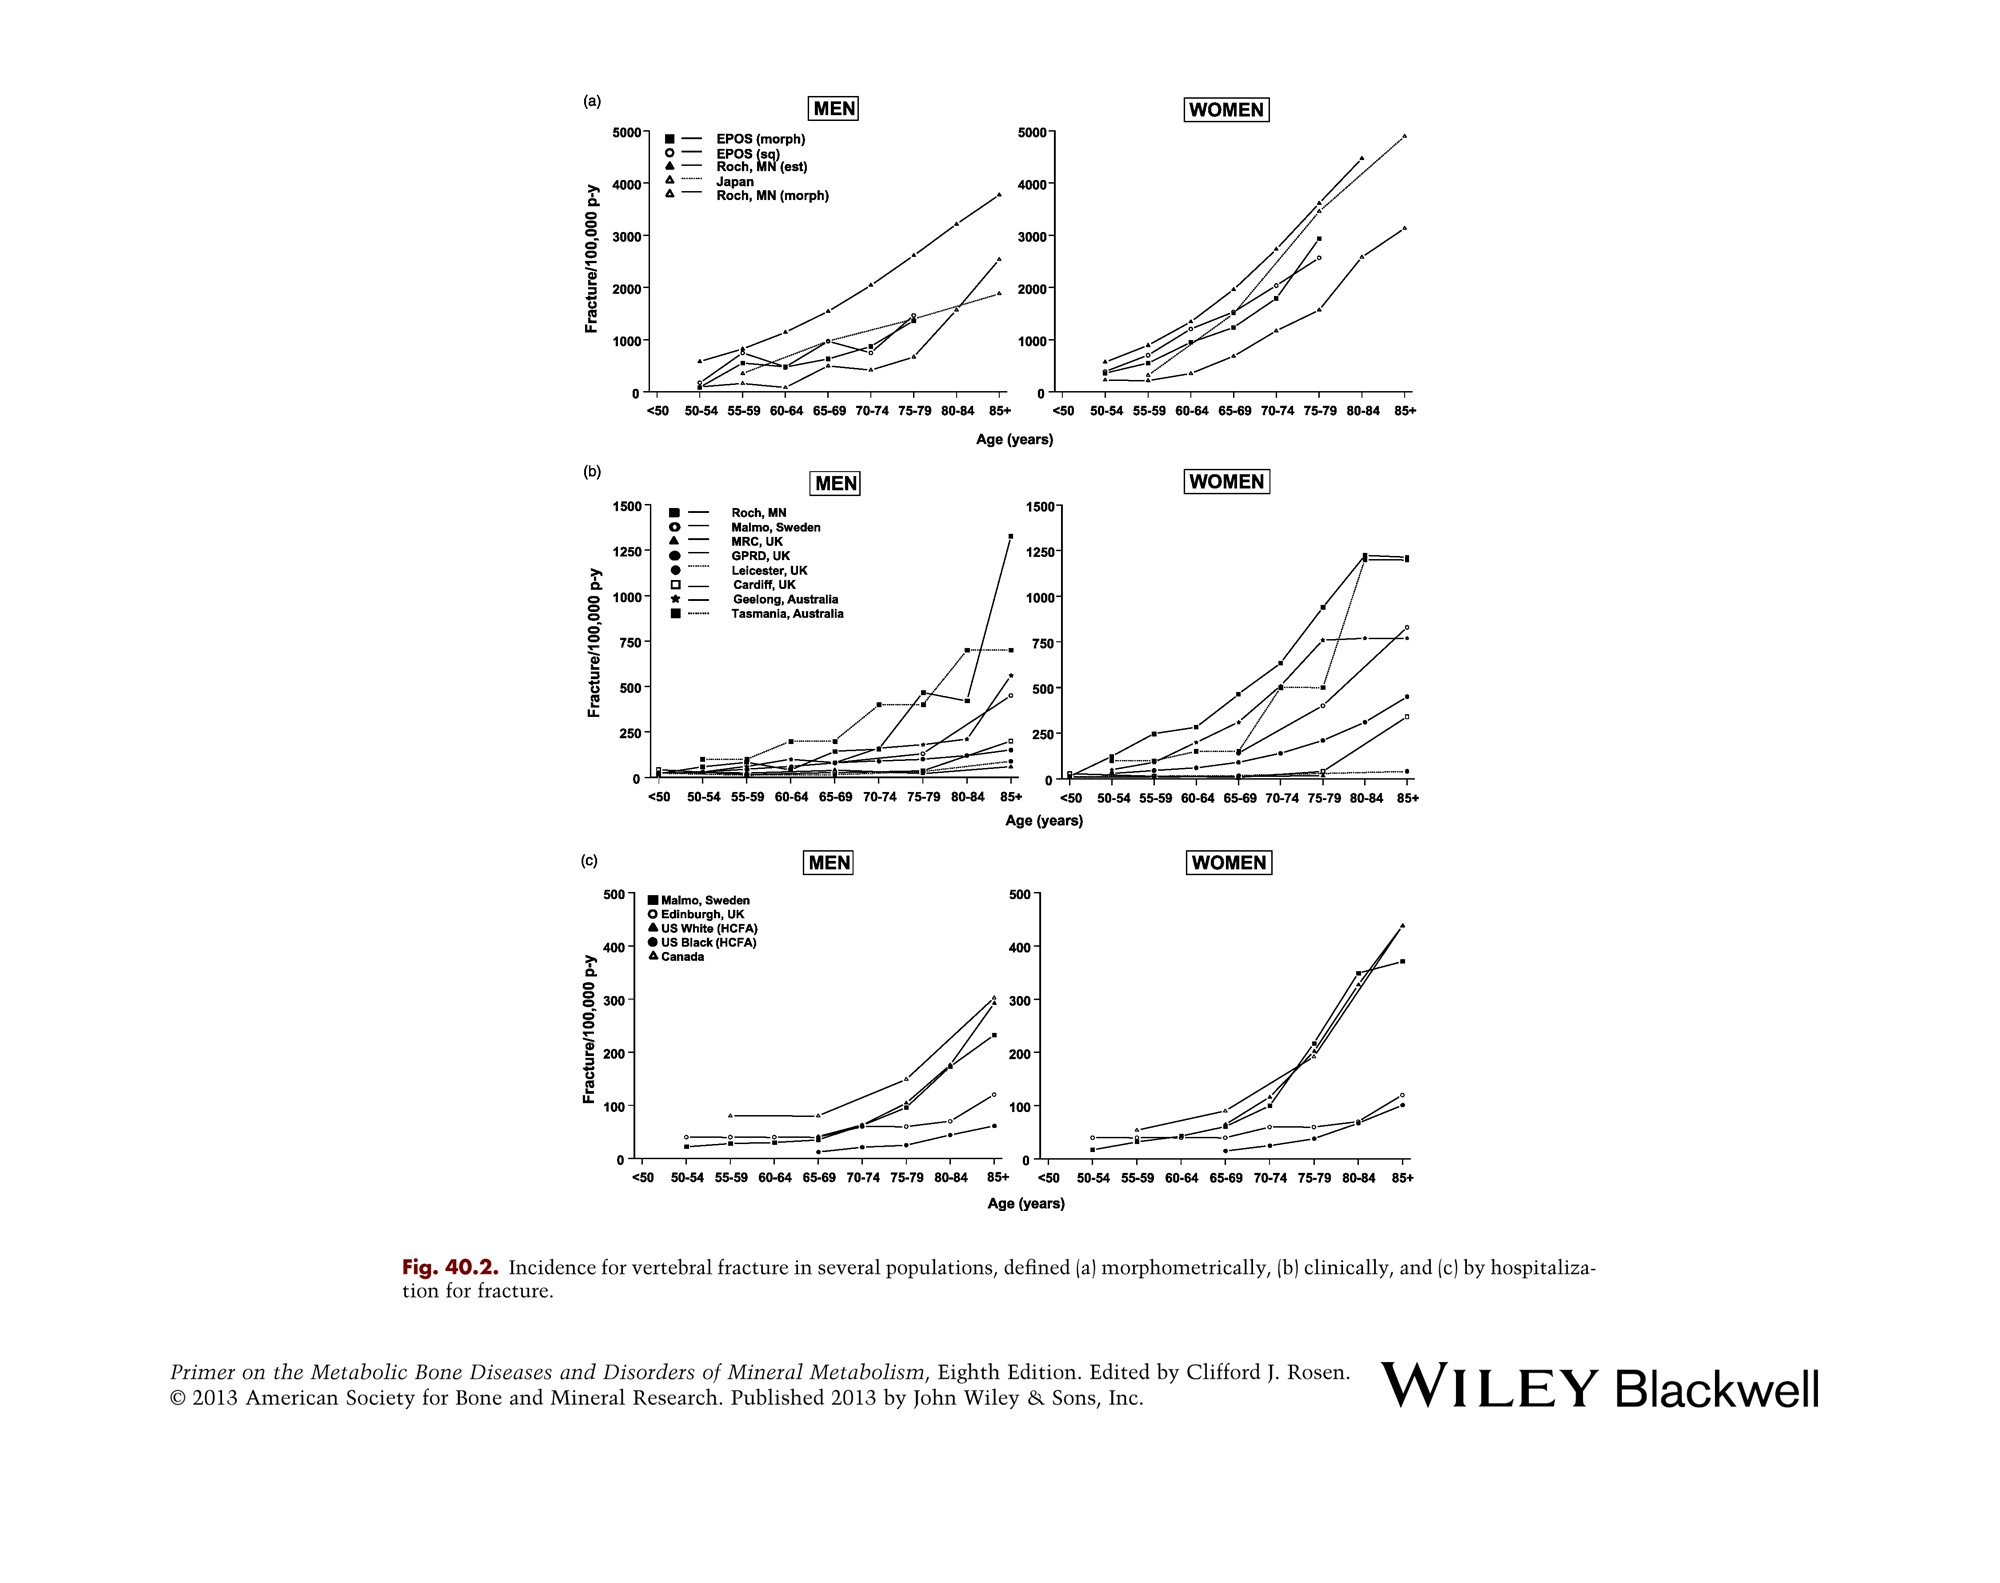 (a)
MEN
WOMEN
5000
4000
3000
2000
1000
0
Fracture/100,000 p-y
EPOS (morph)
EPOS (sq)
Roch, MN (est)
Japan
Roch, MN (morph)
<50 50-54 55-59 60-64 65-69 70-74 75-79 80-84 85+
5000
4000
3000
2000
1000
0
<50 50-54 55-59 60-64 65-69 70-74 75-79 80-84 85+
Age (years)
(b)
MEN
WOMEN
1500
1250
1000
750
500
250
0
Fracture/100,000 p-y
Roch, MN
Malmo, Sweden
MRC, UK
GPRD, UK
Leicester, UK
Cardiff, UK
Geelong, Australia
Tasmania, Australia
<50 50-54 55-59 60-64 65-69 70-74 75-79 80-84 85+
1500
1250
1000
750
500
250
0
<50 50-54 55-59 60-64 65-69 70-74 75-79 80-84 85+
Age (years)
(c)
MEN
WOMEN
500
400
300
200
100
0
Fracture/100,000 p-y
Malmo, Sweden
Edinburgh, UK
US White (HCFA)
US Black (HCFA)
Canada
<50 50-54 55-59 60-64 65-69 70-74 75-79 80-84 85+
500
400
300
200
100
0
<50 50-54 55-59 60-64 65-69 70-74 75-79 80-84 85+
Age (years)
Fig. 40.2. Incidence for vertebral fracture in several populations, defined (a) morphometrically, (b) clinically, and (c) by hospitaliza-
tion for fracture.
Primer on the Metabolic Bone Diseases and Disorders of Mineral Metabolism, Eighth Edition. Edited by Clifford J. Rosen.
© 2013 American Society for Bone and Mineral Research. Published 2013 by John Wiley & Sons, Inc.
WILEY Blackwell